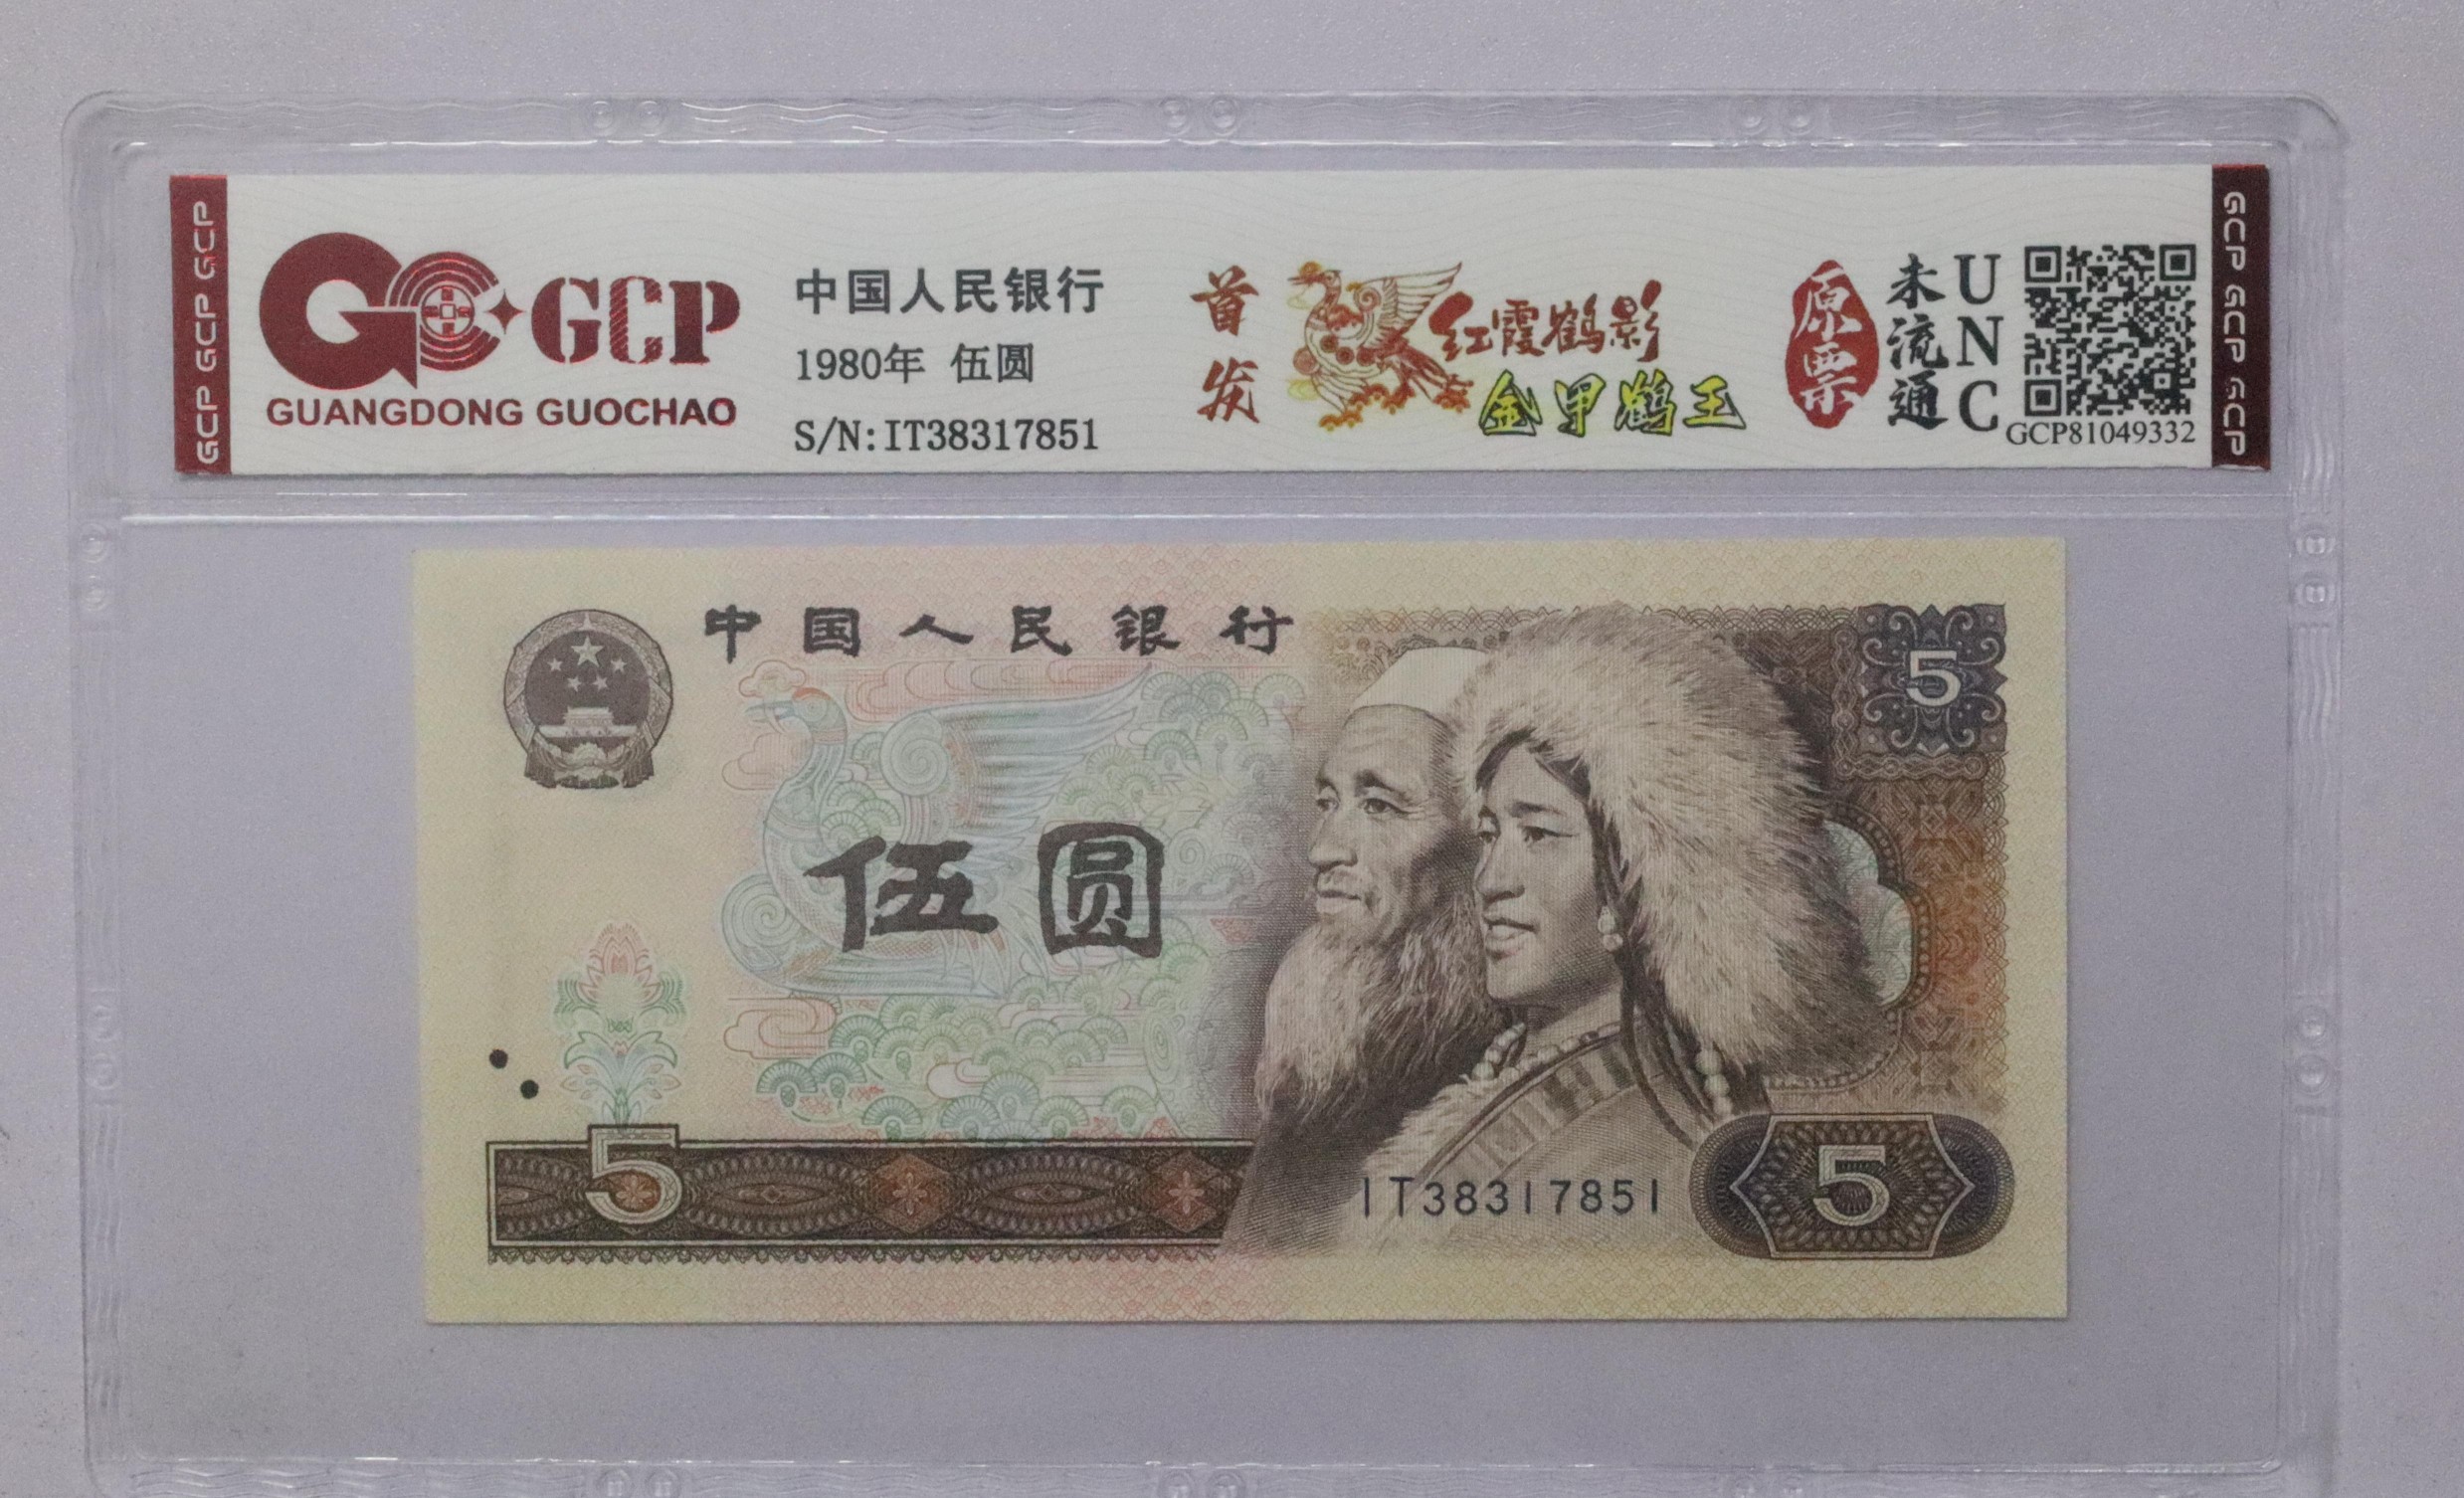 GCP GCP GCP
GCP
GUANGDONG GUOCHAO
中国人民银行
1980年 伍圆
S/N:IT38317851
首发
红霞鹤影
金甲鹤王
原票
未流通
UNC
GCP81049332
GCP GCP GCP
中国人民银行
5
伍圆
5
IT38317851
5